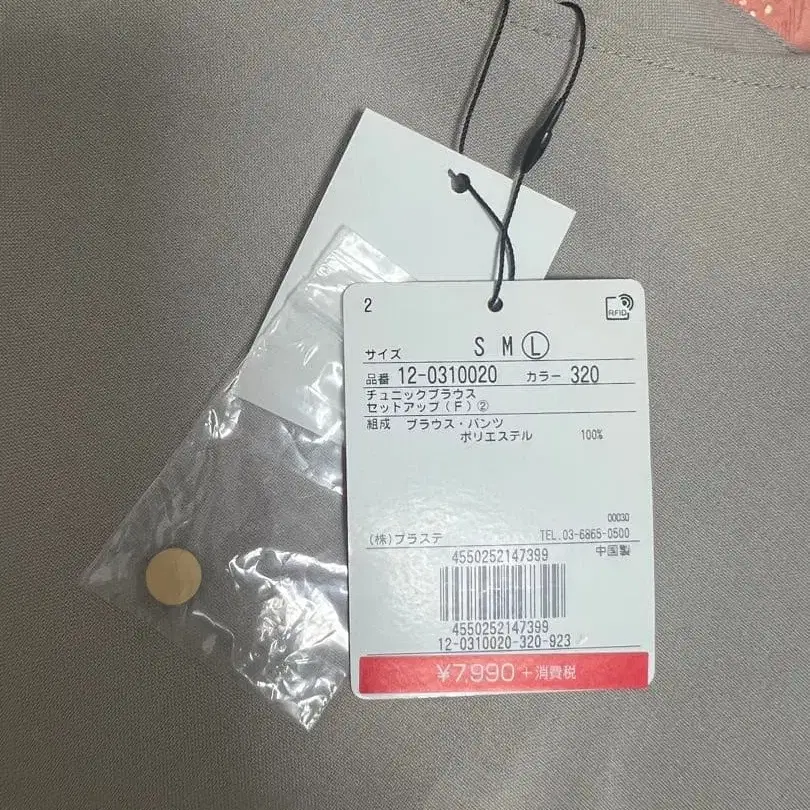 2
RFID
サイズ S M L
品番 12-0310020 カラー 320
チュニックブラウス
セットアップ(F)②
組成 ブラウス・パンツ
ポリエステル 100%
00030
(株)プラステ TEL.03-6865-0500
4550252147399 中国製
4550252147399
12-0310020-320-923
¥7,990+消費税